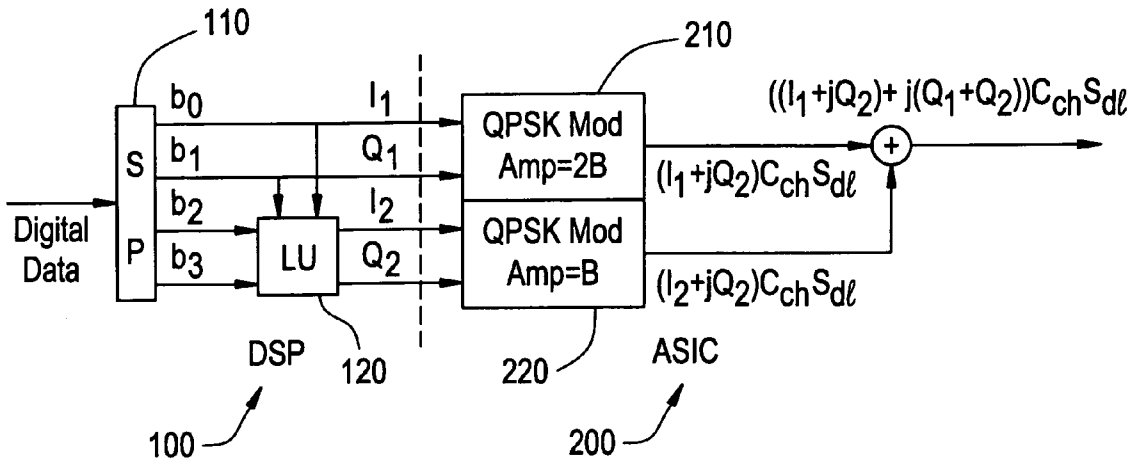 110
210
b0
b1
b2
b3
I1
Q1
I2
Q2
S
P
Digital
Data
LU
QPSK Mod
Amp=2B
QPSK Mod
Amp=B
((I1+jQ2)+ j(Q1+Q2))CchSdℓ
(I1+jQ2)CchSdℓ
+
(I2+jQ2)CchSdℓ
DSP
120
220
ASIC
100
200